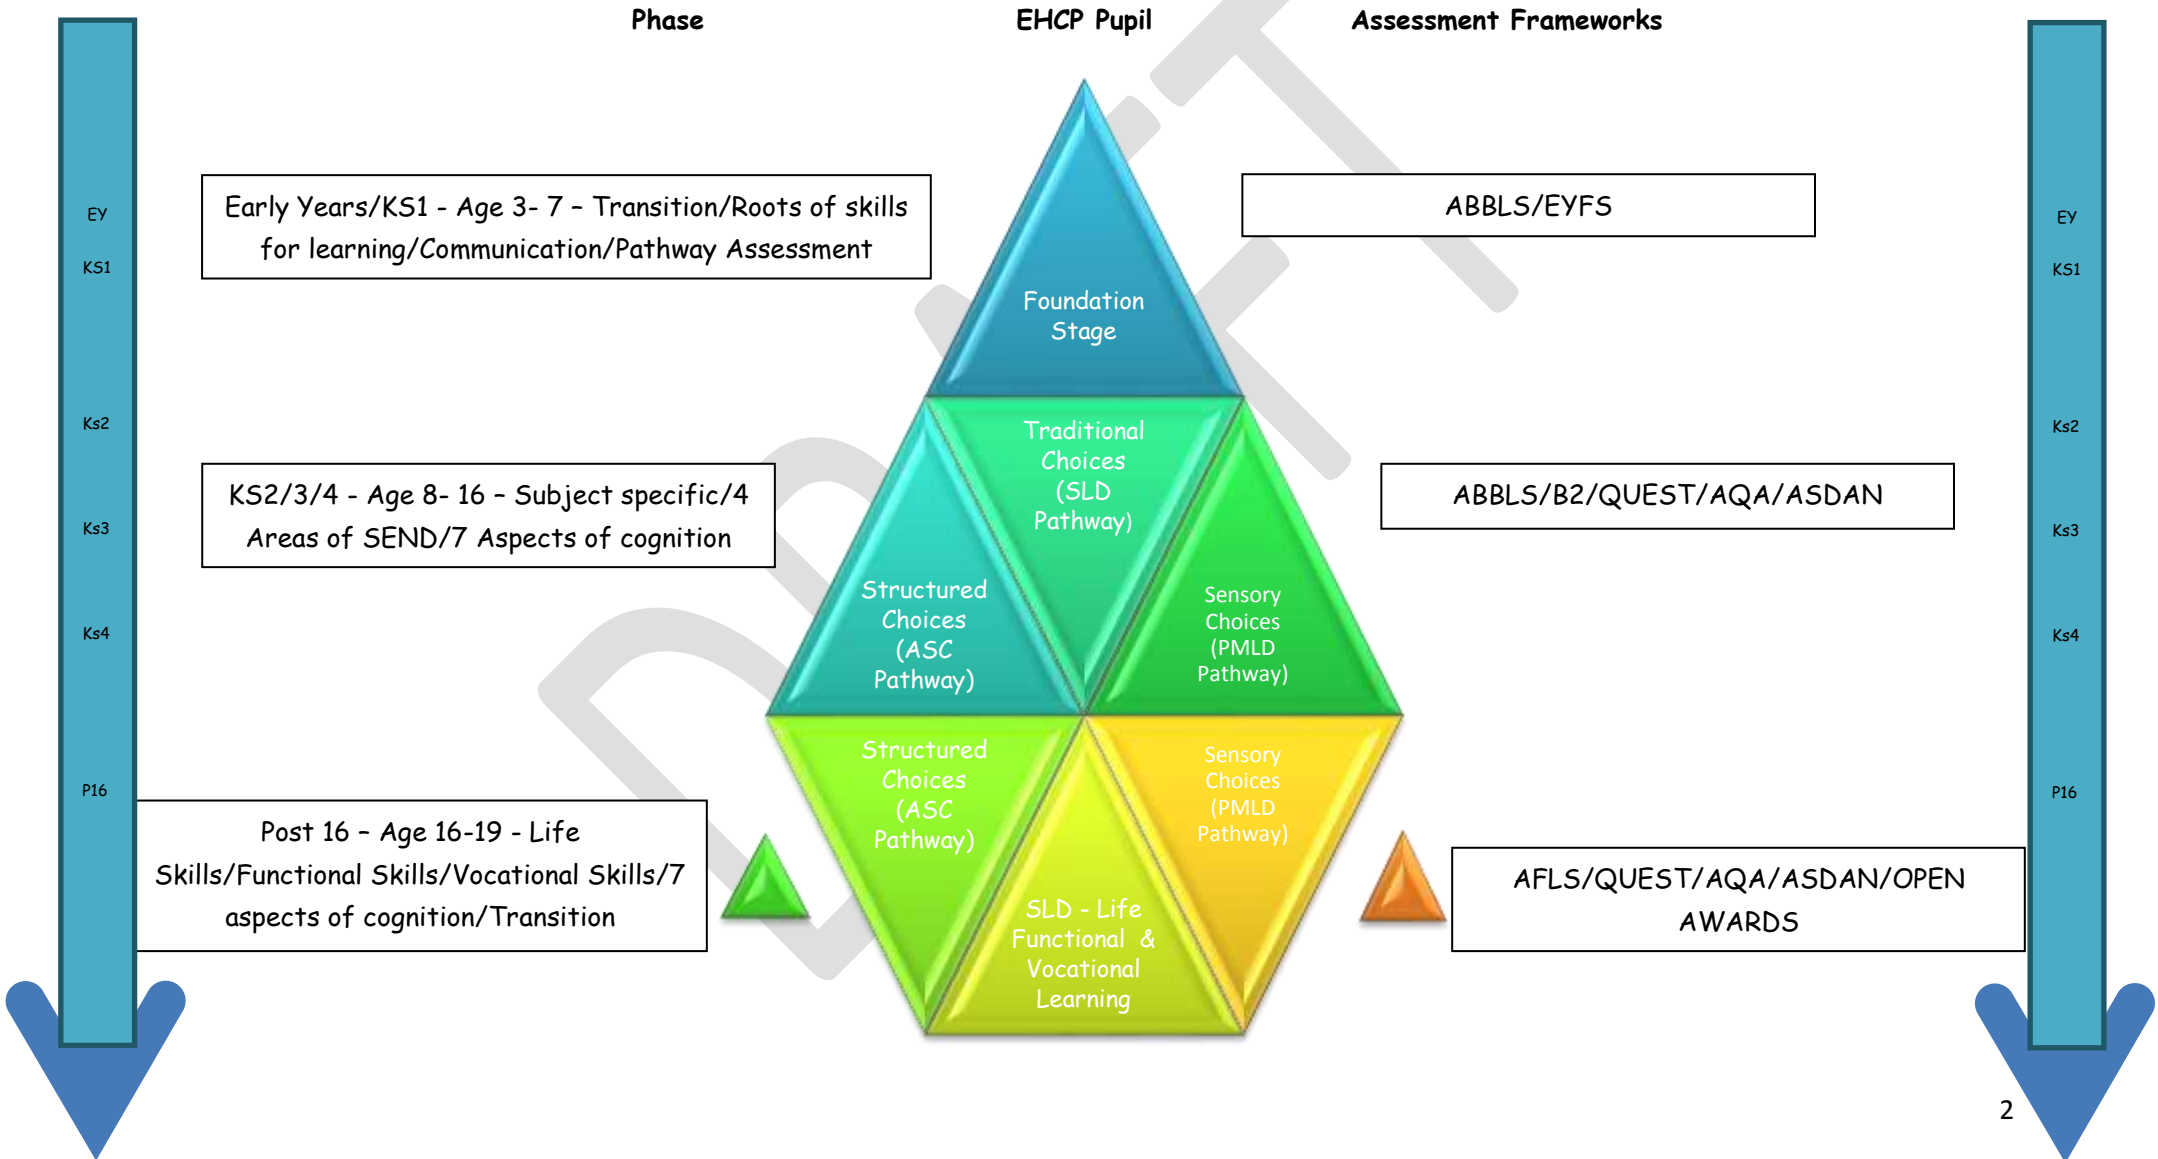 Phase
EHCP Pupil
Assessment Frameworks
EY
KS1
Ks2
Ks3
Ks4
P16
Early Years/KS1 - Age 3- 7 – Transition/Roots of skills
for learning/Communication/Pathway Assessment
KS2/3/4 - Age 8- 16 – Subject specific/4
Areas of SEND/7 Aspects of cognition
Post 16 – Age 16-19 - Life
Skills/Functional Skills/Vocational Skills/7
aspects of cognition/Transition
Foundation
Stage
Traditional
Choices
(SLD
Pathway)
Structured
Choices
(ASC
Pathway)
Sensory
Choices
(PMLD
Pathway)
Structured
Choices
(ASC
Pathway)
SLD - Life
Functional &
Vocational
Learning
Sensory
Choices
(PMLD
Pathway)
ABBLS/EYFS
ABBLS/B2/QUEST/AQA/ASDAN
AFLS/QUEST/AQA/ASDAN/OPEN
AWARDS
EY
KS1
Ks2
Ks3
Ks4
P16
DRAFT
2